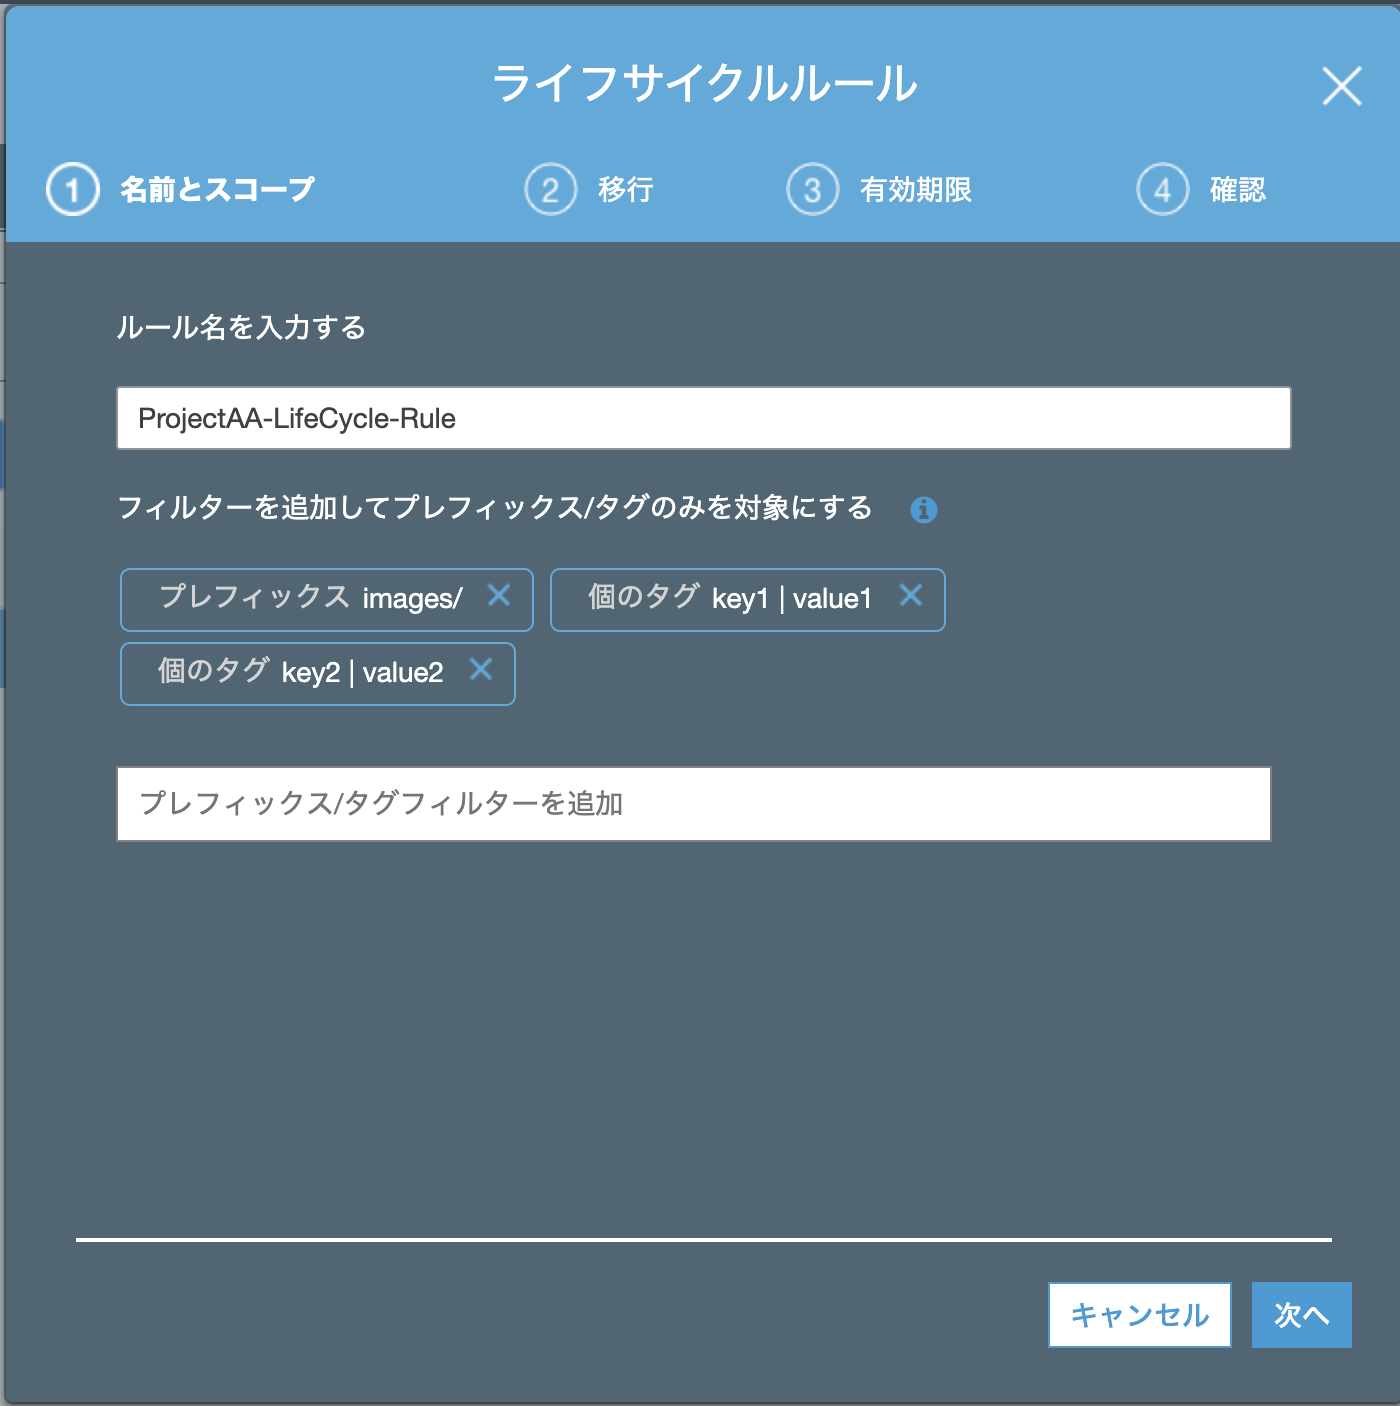 ライフサイクルルール
1 名前とスコープ 2 移行 3 有効期限 4 確認
ルール名を入力する
ProjectAA-LifeCycle-Rule
フィルターを追加してプレフィックス/タグのみを対象にする
プレフィックス images/ 個のタグ key1 | value1
個のタグ key2 | value2
プレフィックス/タグフィルターを追加
キャンセル 次へ